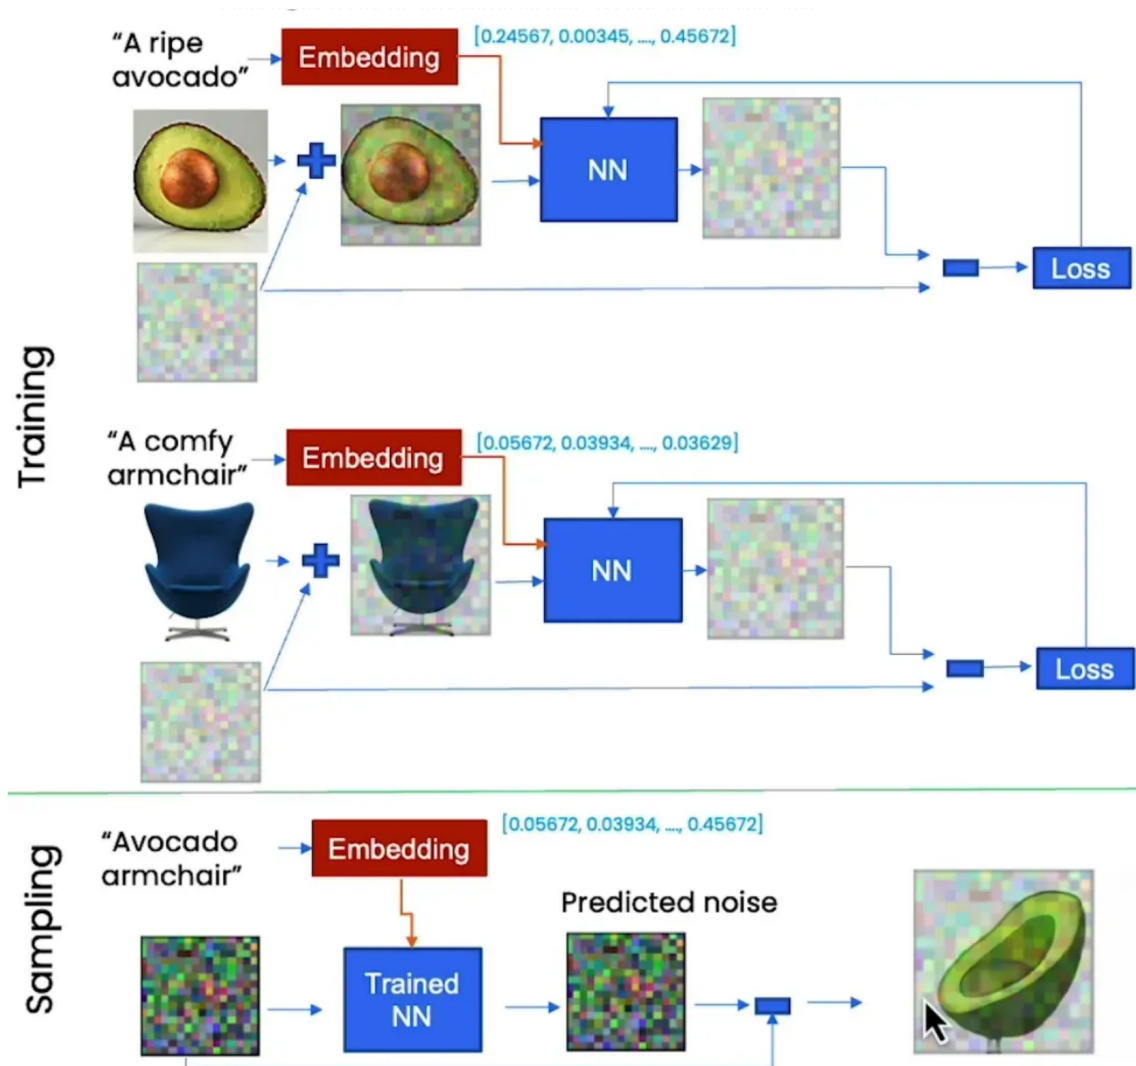 “A ripe
avocado”
Embedding
[0.24567, 0.00345, ...., 0.45672]
NN
Loss
Training
“A comfy
armchair”
Embedding
[0.05672, 0.03934, ...., 0.03629]
NN
Loss
Sampling
“Avocado
armchair”
Embedding
[0.05672, 0.03934, ...., 0.45672]
Predicted noise
Trained
NN